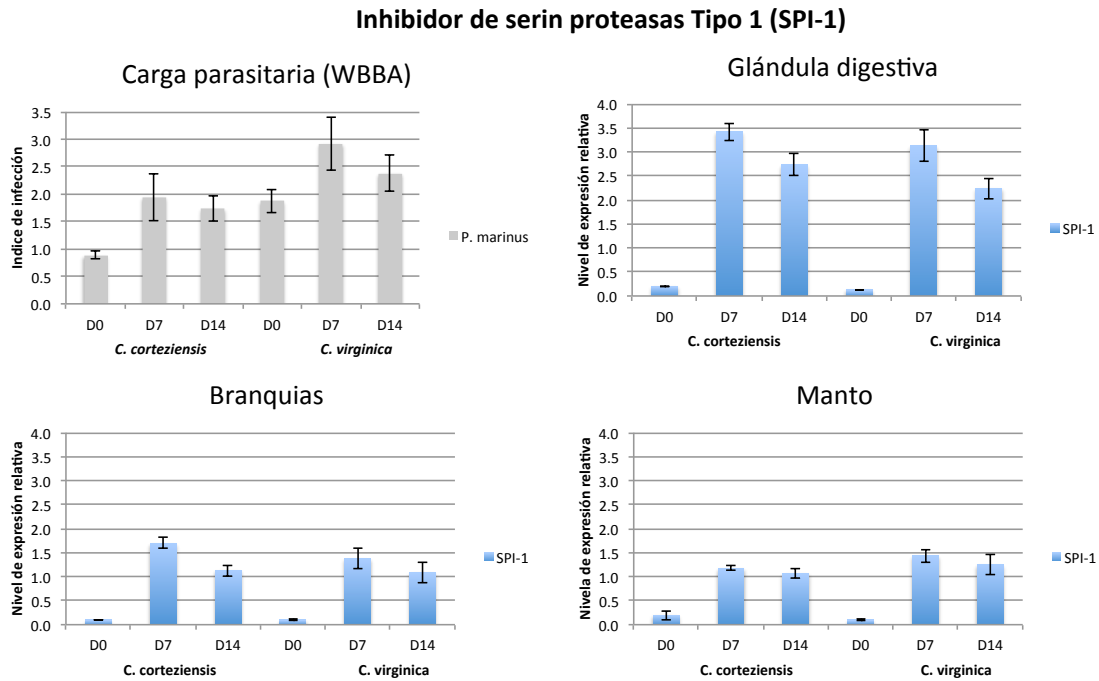 Inhibidor de serin proteasas Tipo 1 (SPI-1)
Carga parasitaria (WBBA)
Indice de infección
3.5
3.0
2.5
2.0
1.5
1.0
0.5
0.0
D0 D7 D14 D0 D7 D14
C. corteziensis C. virginica
P. marinus
Glándula digestiva
Nivel de expresión relativa
4.0
3.5
3.0
2.5
2.0
1.5
1.0
0.5
0.0
D0 D7 D14 D0 D7 D14
C. corteziensis C. virginica
SPI-1
Branquias
Nivel de expresión relativa
4.0
3.5
3.0
2.5
2.0
1.5
1.0
0.5
0.0
D0 D7 D14 D0 D7 D14
C. corteziensis C. virginica
SPI-1
Manto
Nivela de expresión relativa
4.0
3.5
3.0
2.5
2.0
1.5
1.0
0.5
0.0
D0 D7 D14 D0 D7 D14
C. corteziensis C. virginica
SPI-1